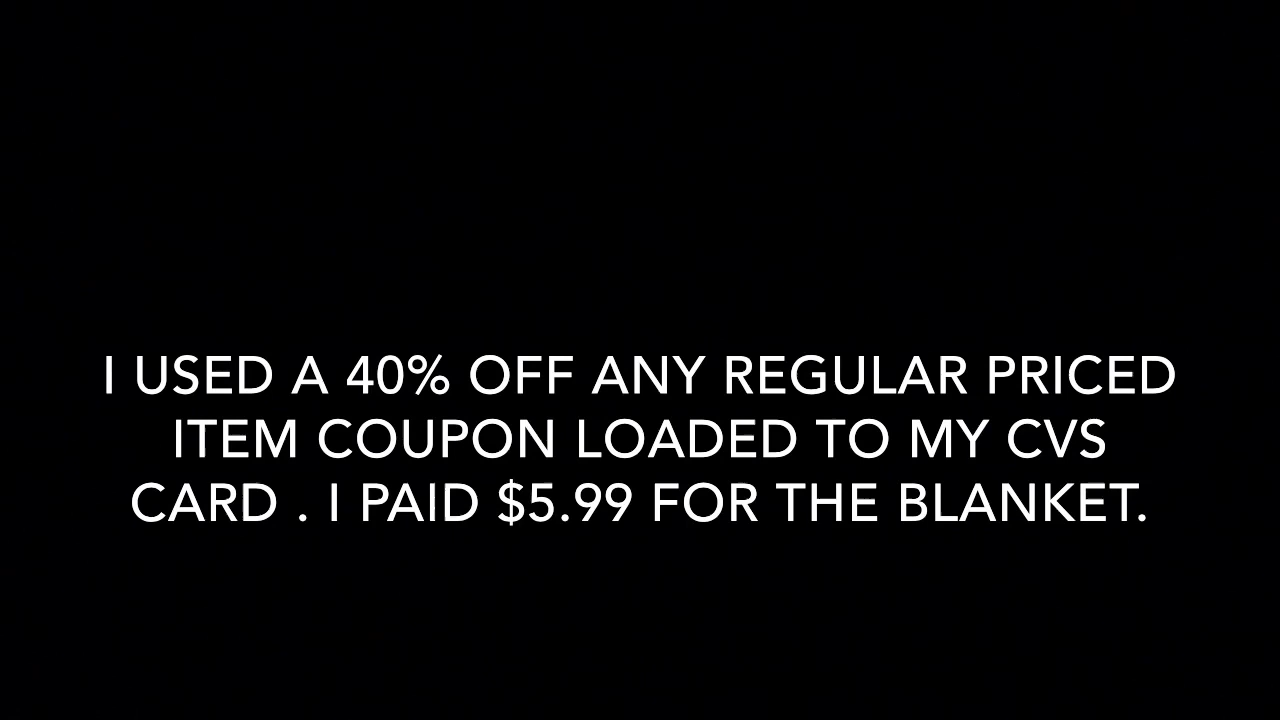 I USED A 40% OFF ANY REGULAR PRICED
ITEM COUPON LOADED TO MY CVS
CARD . I PAID $5.99 FOR THE BLANKET.